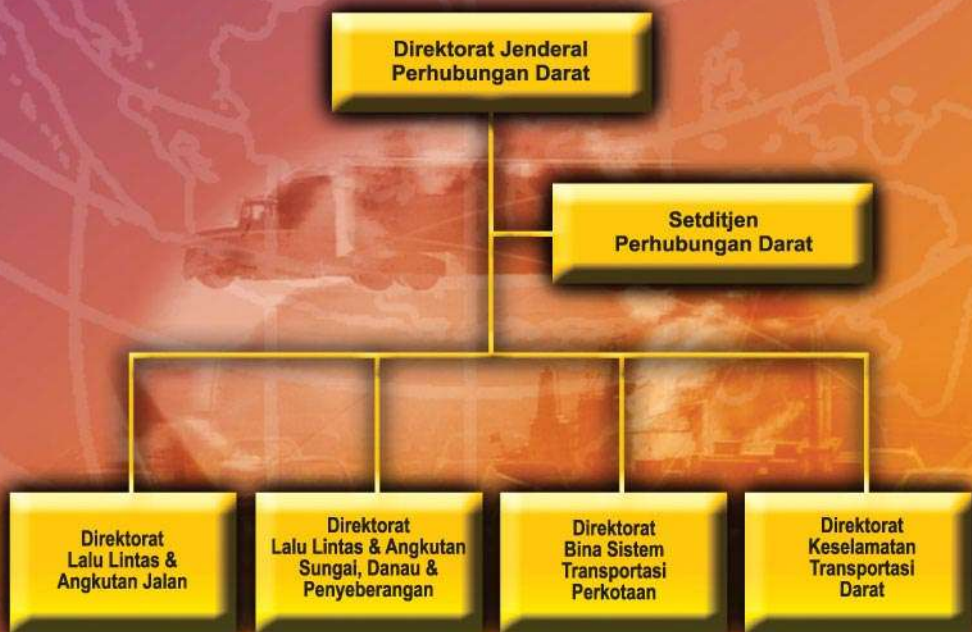 Direktorat Jenderal
Perhubungan Darat
Setditjen
Perhubungan Darat
Direktorat
Lalu Lintas &
Angkutan Jalan
Direktorat
Lalu Lintas & Angkutan
Sungai, Danau &
Penyeberangan
Direktorat
Bina Sistem
Transportasi
Perkotaan
Direktorat
Keselamatan
Transportasi
Darat